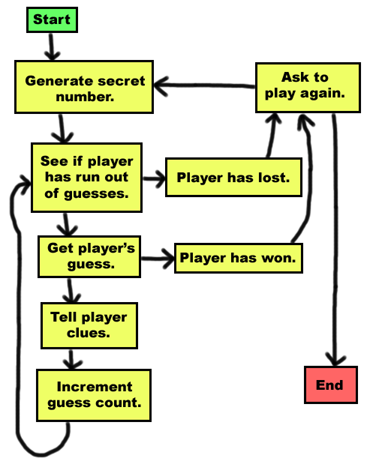 Start
Generate secret
number.
Ask to
play again.
See if player
has run out
of guesses.
Player has lost.
Get player's
guess.
Player has won.
Tell player
clues.
Increment
guess count.
End